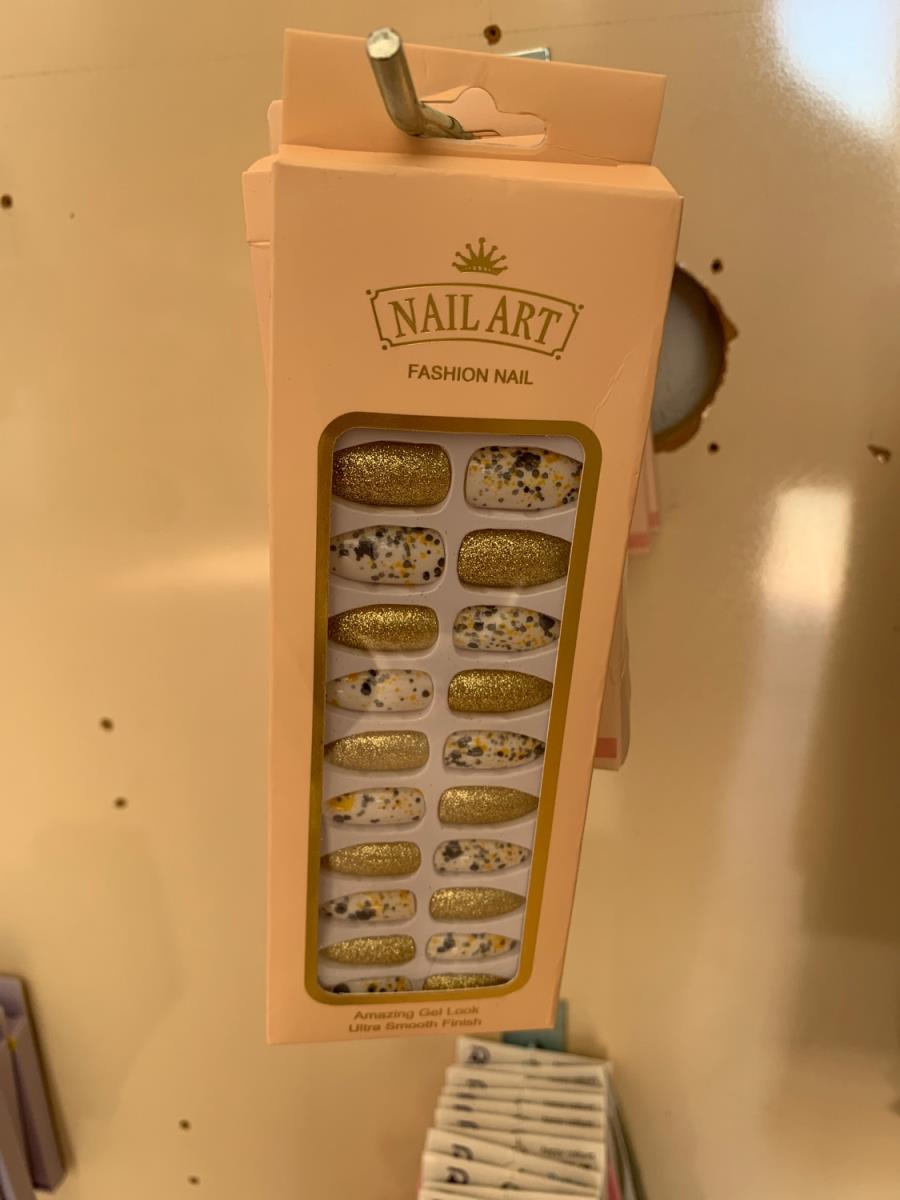 NAIL ART
FASHION NAIL
Amazing Gel Look
Ultra Smooth Finish